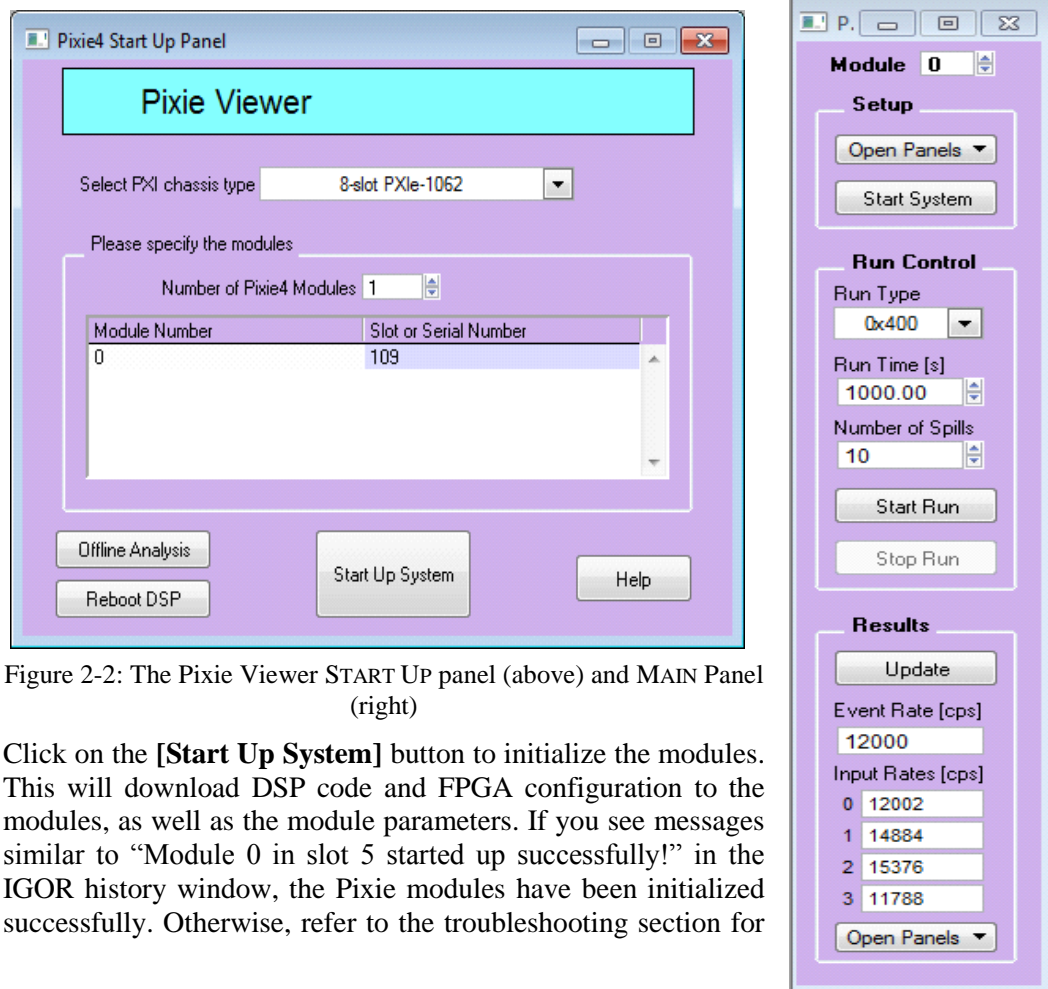 Pixie4 Start Up Panel
Pixie Viewer
Select PXI chassis type 8-slot PXIe-1062
Please specify the modules
Number of Pixie4 Modules 1
Module Number Slot or Serial Number
0 109
Offline Analysis
Reboot DSP
Start Up System
Help
Figure 2-2: The Pixie Viewer START UP panel (above) and MAIN Panel
(right)
Click on the [Start Up System] button to initialize the modules.
This will download DSP code and FPGA configuration to the
modules, as well as the module parameters. If you see messages
similar to “Module 0 in slot 5 started up successfully!” in the
IGOR history window, the Pixie modules have been initialized
successfully. Otherwise, refer to the troubleshooting section for
P.
Module 0
Setup
Open Panels
Start System
Run Control
Run Type
0x400
Run Time [s]
1000.00
Number of Spills
10
Start Run
Stop Run
Results
Update
Event Rate [cps]
12000
Input Rates [cps]
0 12002
1 14884
2 15376
3 11788
Open Panels